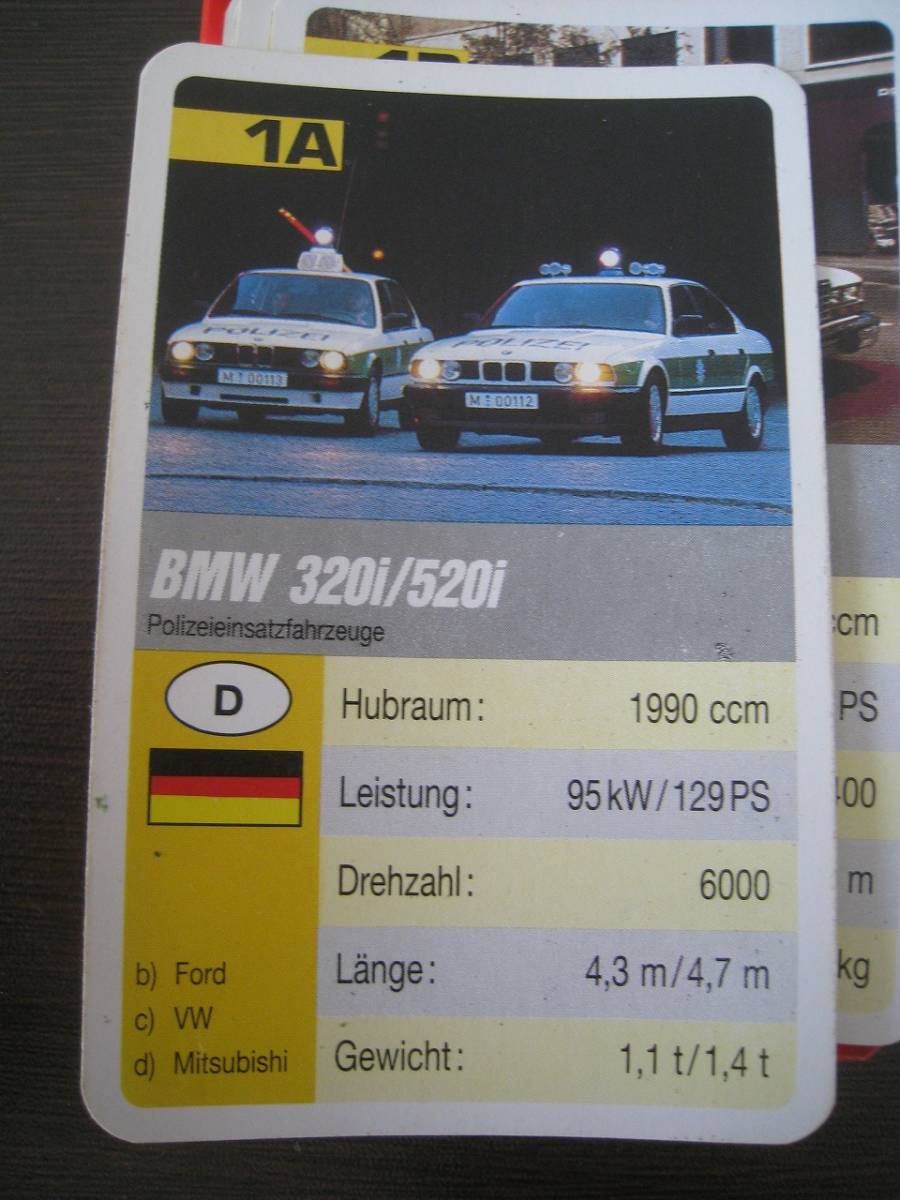 1A
POLIZEI
POLIZEI
M 00113
M 00112
BMW 320i/520i
Polizeieinsatzfahrzeuge
D
Hubraum: 1990 ccm
Leistung: 95 kW/129 PS
Drehzahl: 6000
Länge: 4,3 m/4,7 m
Gewicht: 1,1 t/1,4 t
b) Ford
c) VW
d) Mitsubishi
ccm
PS
00
m
kg